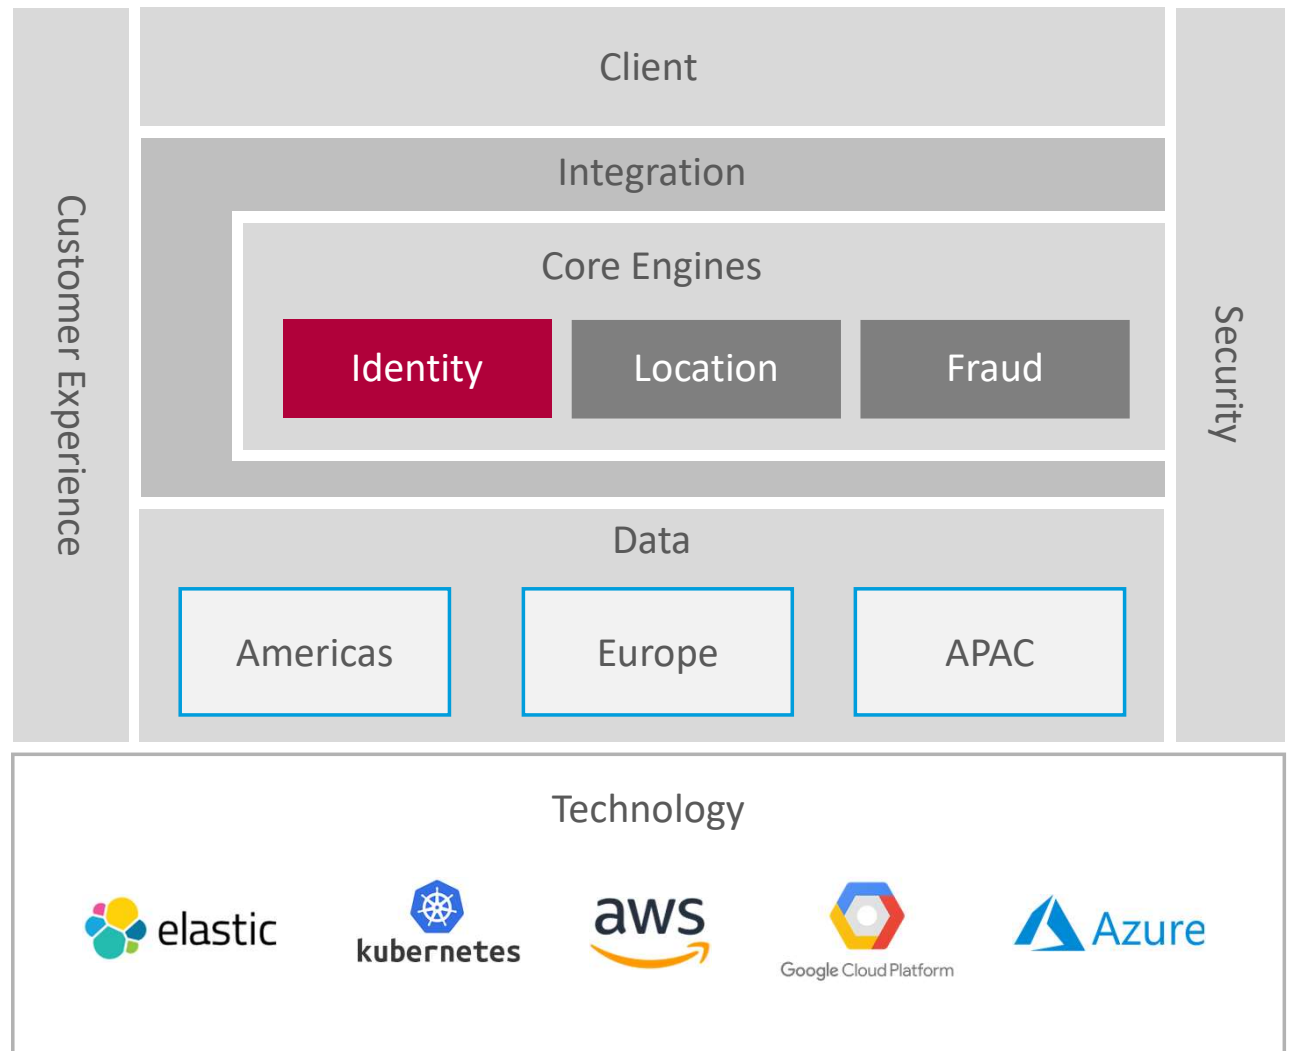 Client
Integration
Core Engines
Identity
Location
Fraud
Customer Experience
Security
Data
Americas
Europe
APAC
Technology
elastic
kubernetes
aws
Google Cloud Platform
Azure